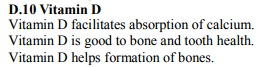 D.10 Vitamin D
Vitamin D facilitates absorption of calcium.
Vitamin D is good to bone and tooth health.
Vitamin D helps formation of bones.